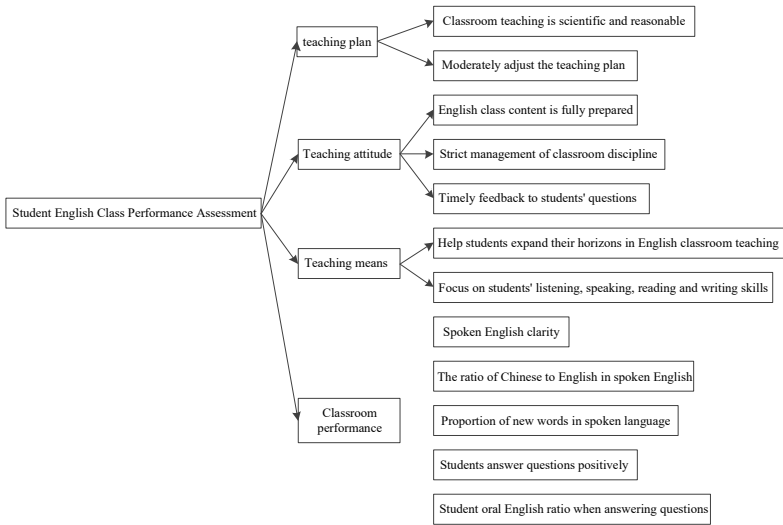 Student English Class Performance Assessment
teaching plan
Classroom teaching is scientific and reasonable
Moderately adjust the teaching plan
Teaching attitude
English class content is fully prepared
Strict management of classroom discipline
Timely feedback to students' questions
Teaching means
Help students expand their horizons in English classroom teaching
Focus on students' listening, speaking, reading and writing skills
Classroom
performance
Spoken English clarity
The ratio of Chinese to English in spoken English
Proportion of new words in spoken language
Students answer questions positively
Student oral English ratio when answering questions